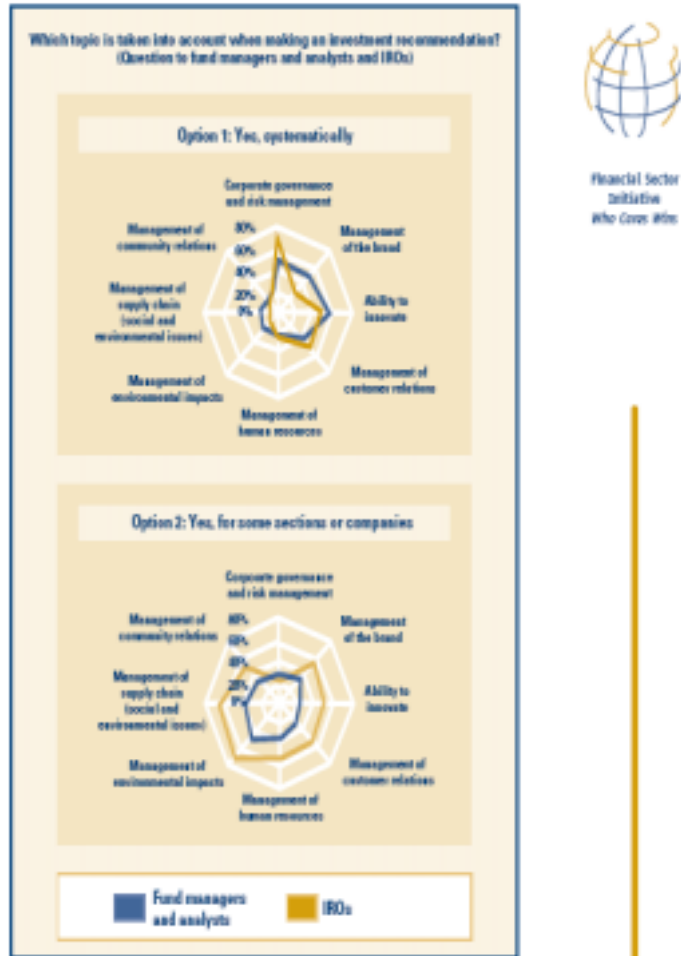 Which topic is taken into account when making an investment recommendation?
(Question to fund managers and analysts and IROs)
Option 1: Yes, systematically
Corporate governance
and risk management
80%
60%
40%
20%
0%
Management of
community relations
Management
of the brand
Management of
supply chain
(social and
environmental issues)
Ability to
innovate
Management of
environmental impacts
Management of
customer relations
Management of
human resources
Option 2: Yes, for some sections or companies
Corporate governance
and risk management
80%
60%
40%
20%
0%
Management of
community relations
Management
of the brand
Management of
supply chain
(social and
environmental issues)
Ability to
innovate
Management of
environmental impacts
Management of
customer relations
Management of
human resources
Fund managers
and analysts
IROs
Financial Sector
Initiative
Who Cares Wins